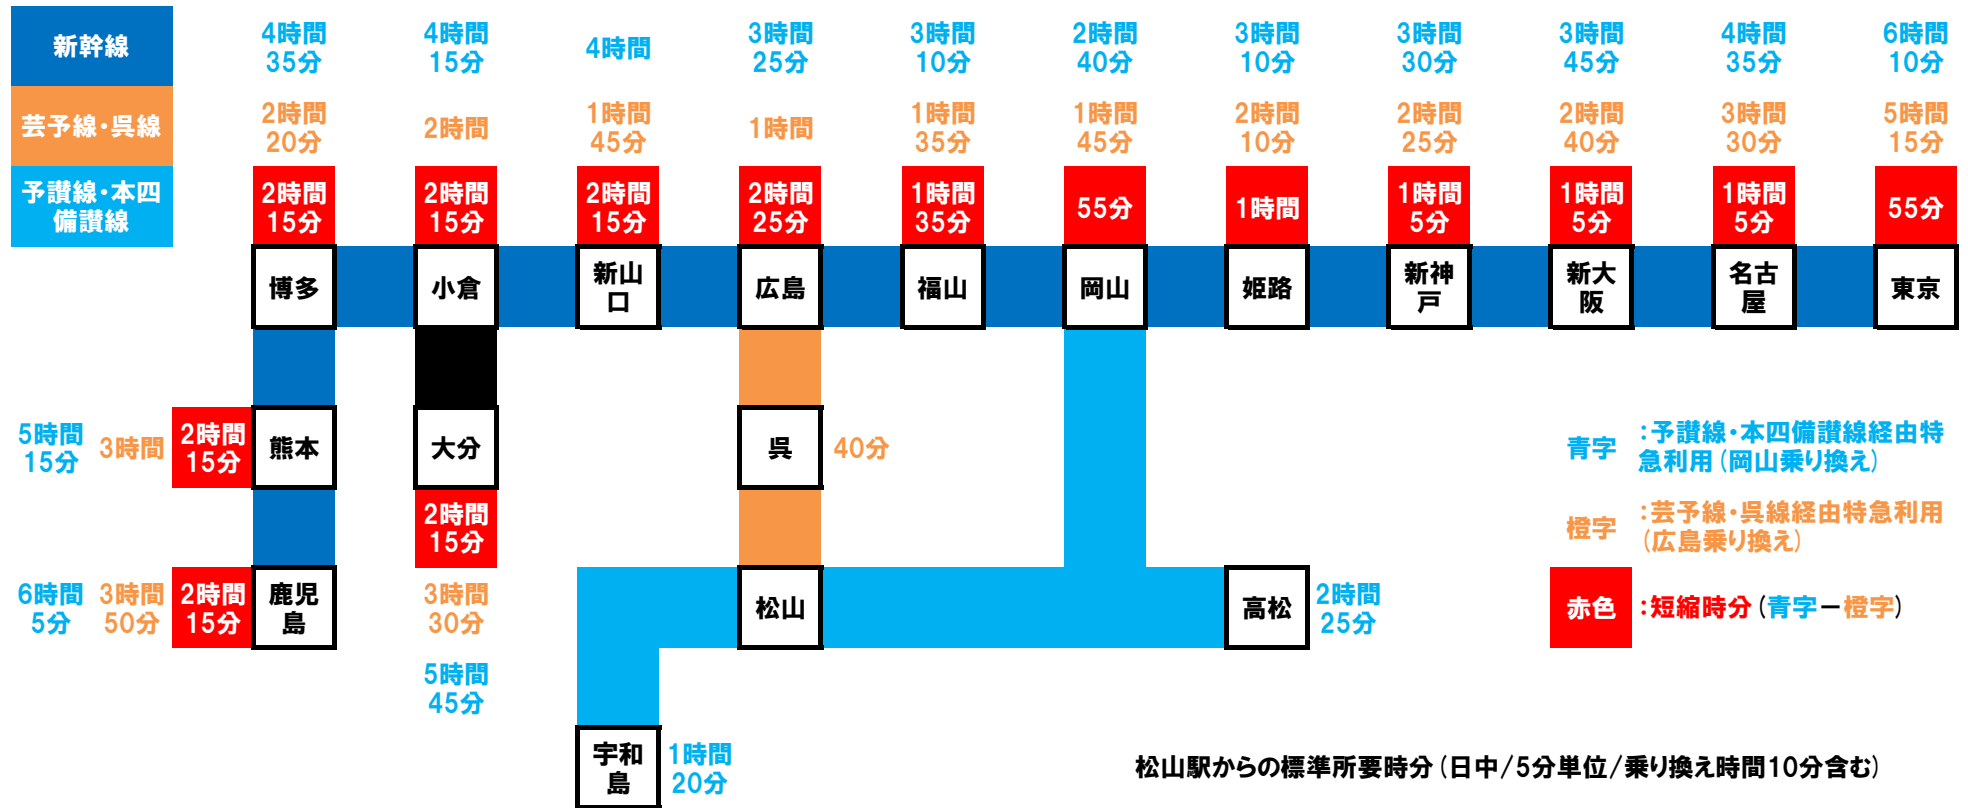 新幹線
4時間
35分
4時間
15分
4時間
3時間
25分
3時間
10分
2時間
40分
3時間
10分
3時間
30分
3時間
45分
4時間
35分
6時間
10分
芸予線・呉線
2時間
20分
2時間
1時間
45分
1時間
1時間
35分
1時間
45分
2時間
10分
2時間
25分
2時間
40分
3時間
30分
5時間
15分
予讃線・本四
備讃線
2時間
15分
2時間
15分
2時間
15分
2時間
25分
1時間
35分
55分
1時間
1時間
5分
1時間
5分
1時間
5分
55分
博多
小倉
新山
口
広島
福山
岡山
姫路
新神
戸
新大
阪
名古
屋
東京
5時間
15分
3時間
2時間
15分
熊本
大分
呉
40分
青字
：予讃線・本四備讃線経由特
急利用（岡山乗り換え）
2時間
15分
橙字
：芸予線・呉線経由特急利用
（広島乗り換え）
6時間
5分
3時間
50分
2時間
15分
鹿児
島
3時間
30分
松山
高松
2時間
25分
赤色
：短縮時分（青字－橙字）
5時間
45分
宇和
島
1時間
20分
松山駅からの標準所要時分（日中/5分単位/乗り換え時間10分含む）